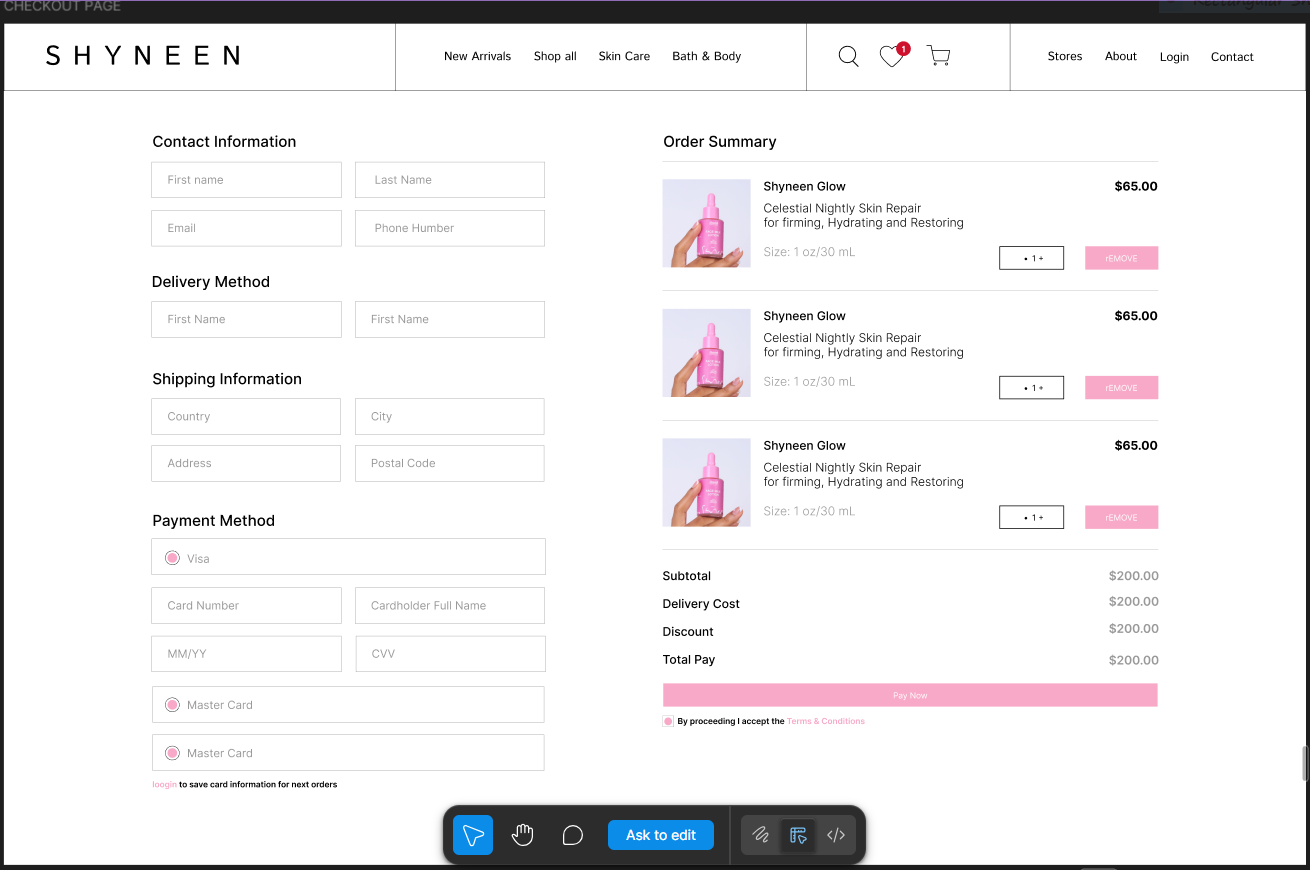 CHECKOUT PAGE
SHYNEEN
New Arrivals Shop all Skin Care Bath & Body
1
Stores About Login Contact
Contact Information
First name Last Name
Email Phone Humber
Delivery Method
First Name First Name
Shipping Information
Country City
Address Postal Code
Payment Method
Visa
Card Number Cardholder Full Name
MM/YY CVV
Master Card
Master Card
loogin to save card information for next orders
Order Summary
Shyneen Glow $65.00
Celestial Nightly Skin Repair
for firming, Hydrating and Restoring
Size: 1 oz/30 mL
• 1 + rEMOVE
Shyneen Glow $65.00
Celestial Nightly Skin Repair
for firming, Hydrating and Restoring
Size: 1 oz/30 mL
• 1 + rEMOVE
Shyneen Glow $65.00
Celestial Nightly Skin Repair
for firming, Hydrating and Restoring
Size: 1 oz/30 mL
• 1 + rEMOVE
Subtotal $200.00
Delivery Cost $200.00
Discount $200.00
Total Pay $200.00
Pay Now
By proceeding I accept the Terms & Conditions
Ask to edit